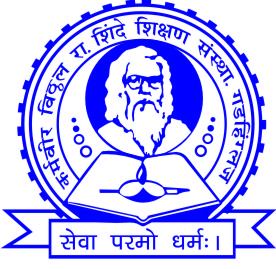 कर्मवीर विठ्ठल रा. शिंदे शिक्षण संस्था. गडहिंग्लज
सेवा परमो धर्मः।